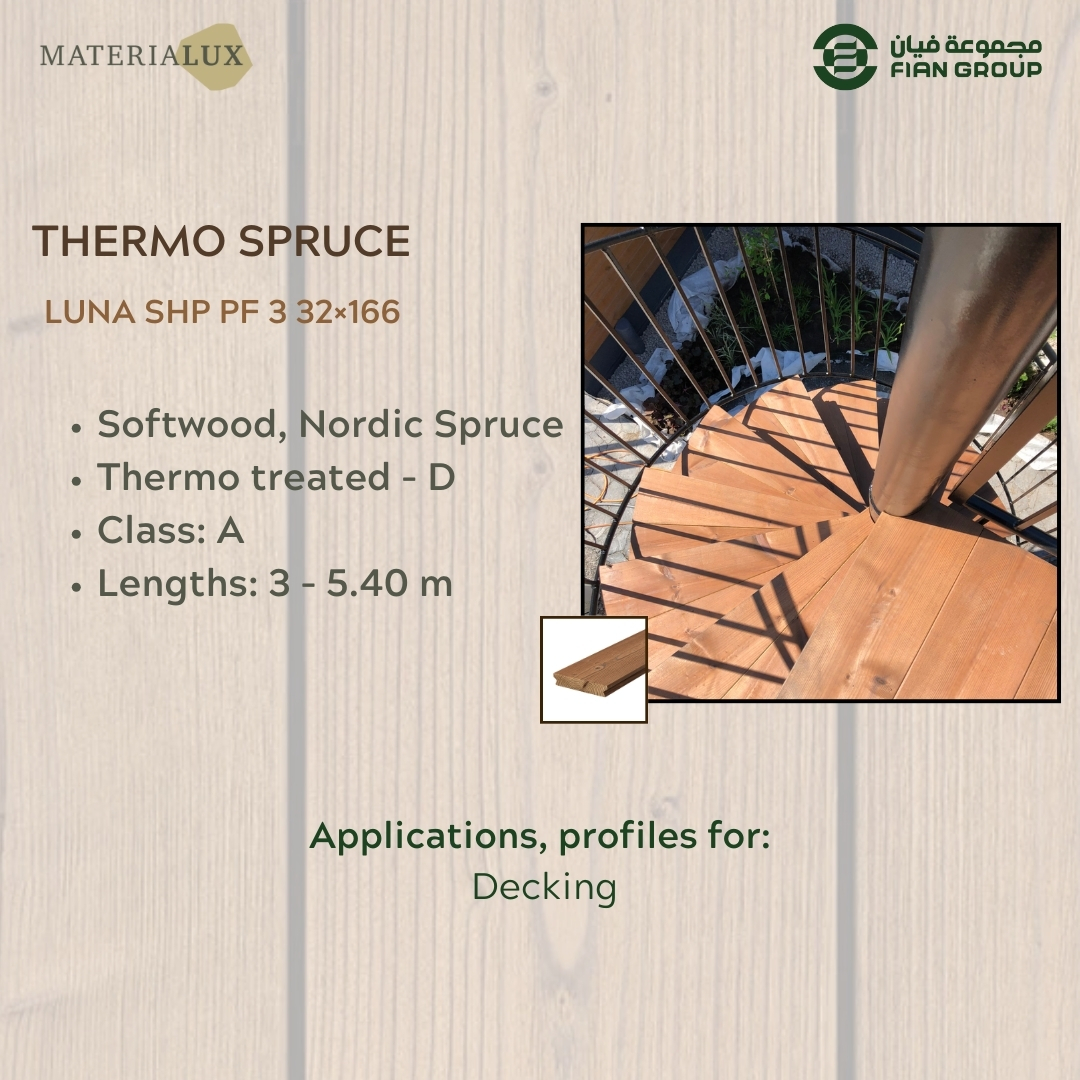 MATERIALUX
مجموعة فيان
FIAN GROUP
THERMO SPRUCE
LUNA SHP PF 3 32×166
• Softwood, Nordic Spruce
• Thermo treated - D
• Class: A
• Lengths: 3 - 5.40 m
Applications, profiles for:
Decking